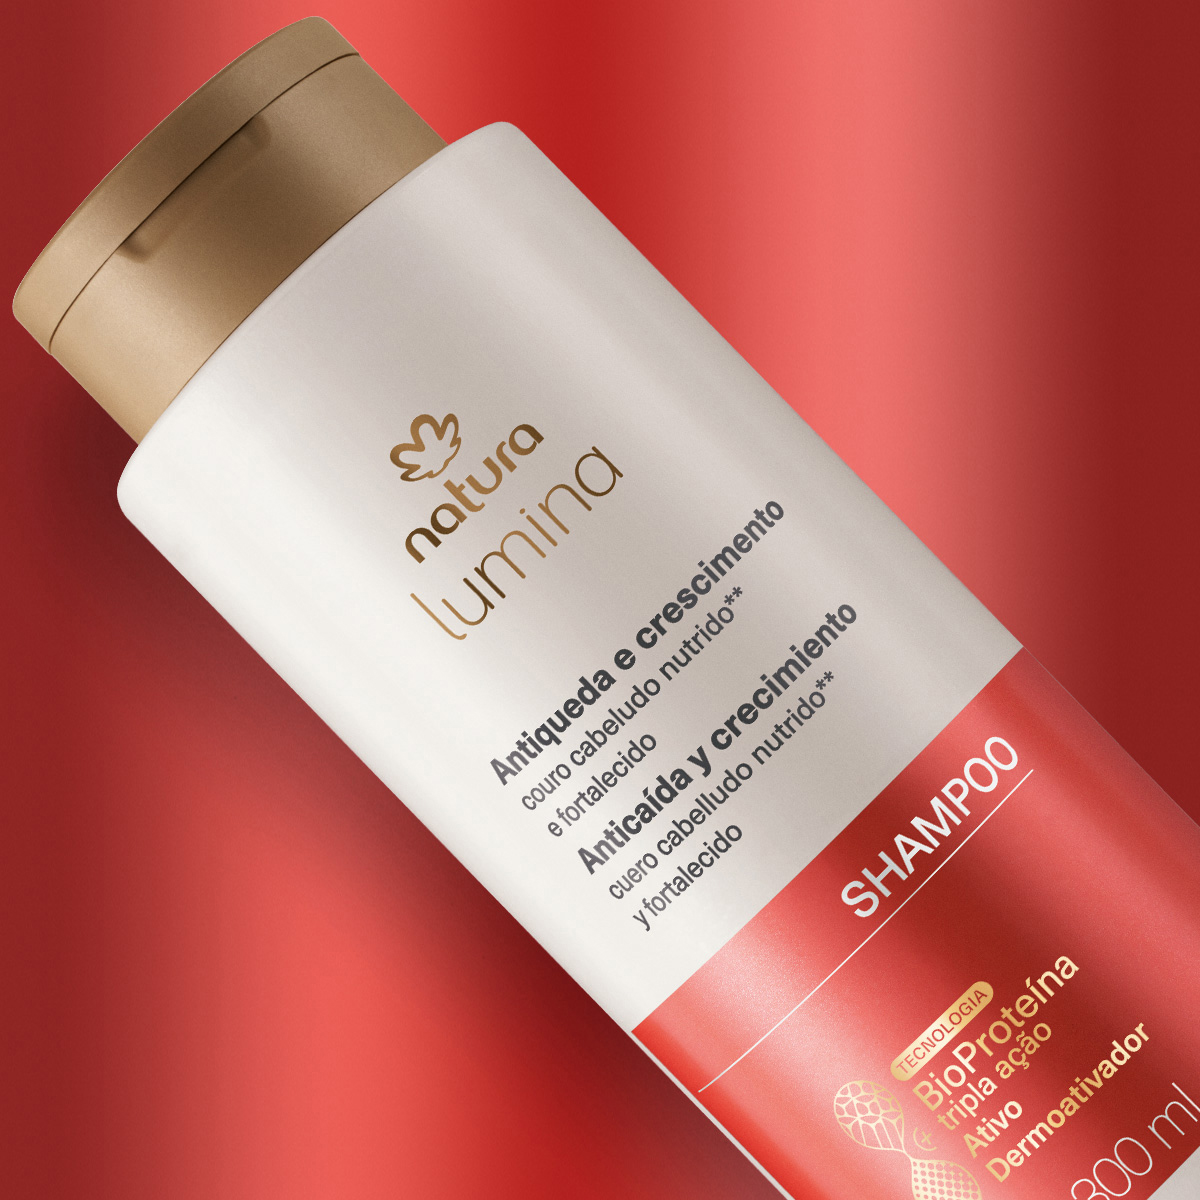 natura
lumina
Antiqueda e crescimento
couro cabeludo nutrido**
e fortalecido
Anticaída y crecimiento
cuero cabelludo nutrido**
y fortalecido
SHAMPOO
TECNOLOGIA
BioProteína
+ tripla ação
Ativo
Dermoativador
300 ml